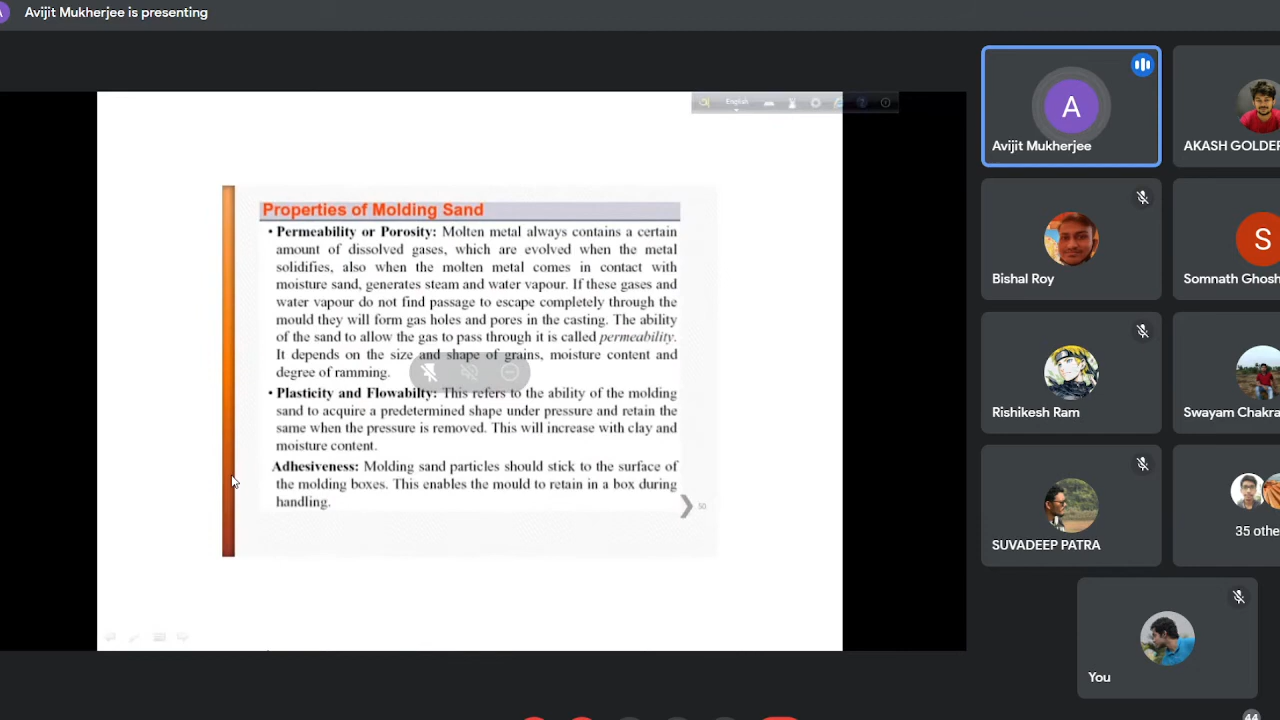 A
Avijit Mukherjee is presenting
English
Properties of Molding Sand
• Permeability or Porosity: Molten metal always contains a certain
amount of dissolved gases, which are evolved when the metal
solidifies, also when the molten metal comes in contact with
moisture sand, generates steam and water vapour. If these gases and
water vapour do not find passage to escape completely through the
mould they will form gas holes and pores in the casting. The ability
of the sand to allow the gas to pass through it is called permeability.
It depends on the size and shape of grains, moisture content and
degree of ramming.
• Plasticity and Flowabilty: This refers to the ability of the molding
sand to acquire a predetermined shape under pressure and retain the
same when the pressure is removed. This will increase with clay and
moisture content.
Adhesiveness: Molding sand particles should stick to the surface of
the molding boxes. This enables the mould to retain in a box during
handling.
50
A
Avijit Mukherjee
AKASH GOLDER
Bishal Roy
S
Somnath Ghosh
Rishikesh Ram
Swayam Chakra
SUVADEEP PATRA
35 othe
You
44